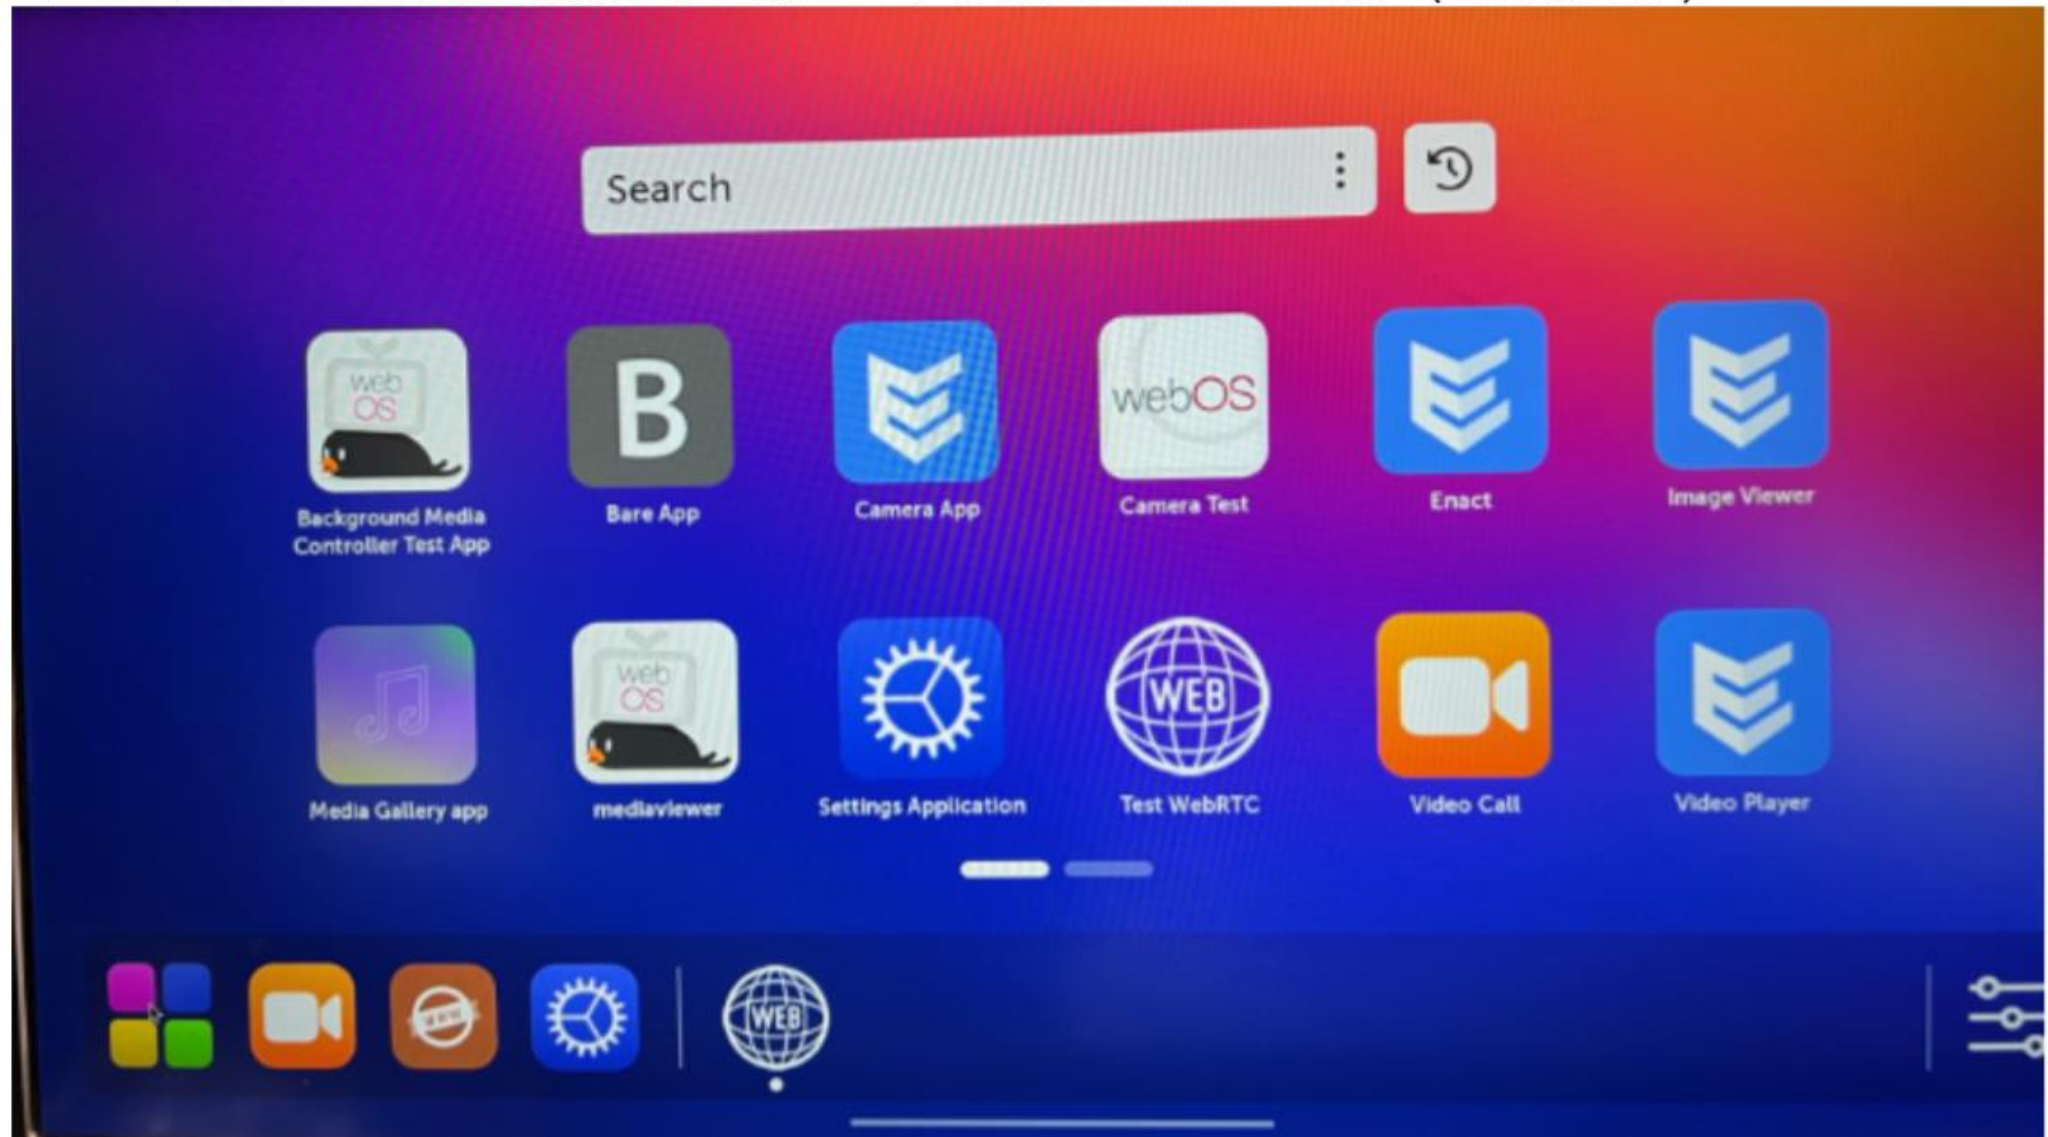 Search
web
OS
B
webOS
Background Media
Controller Test App
Bare App
Camera App
Camera Test
Enact
Image Viewer
web
OS
WEB
Media Gallery app
mediaviewer
Settings Application
Test WebRTC
Video Call
Video Player
WWW
WEB